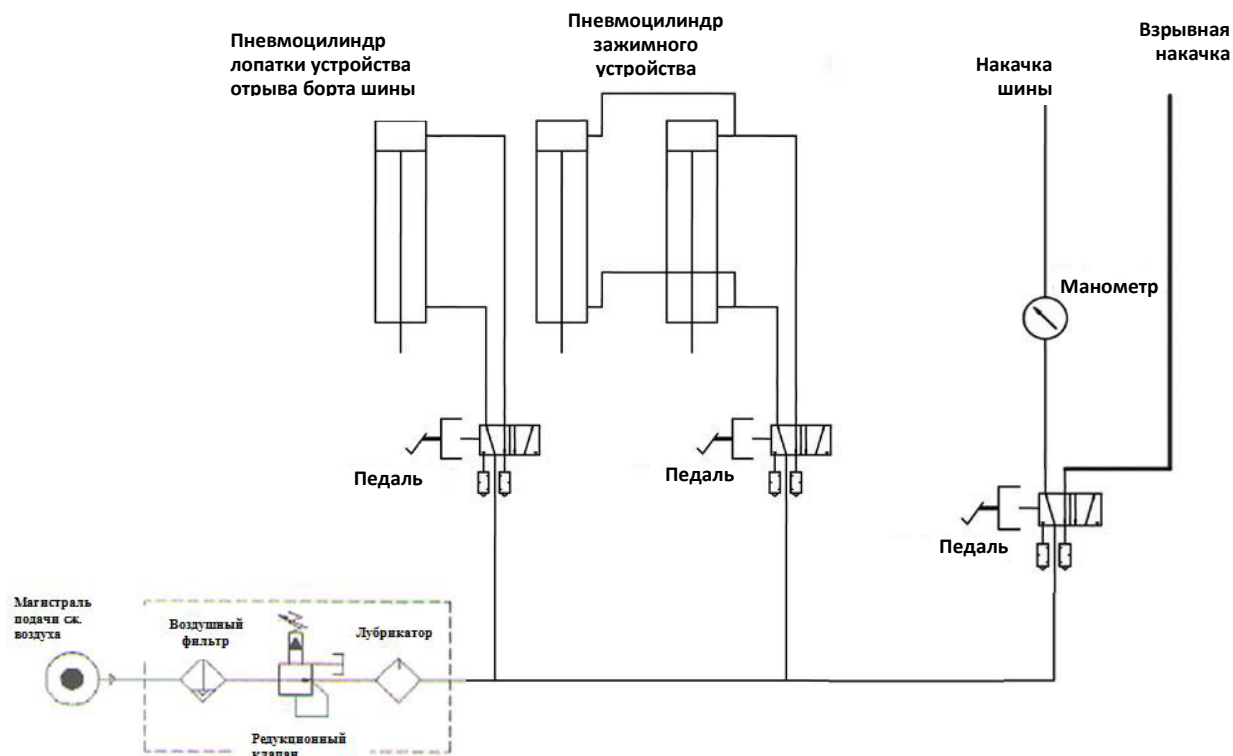 Пневмоцилиндр
лопатки устройства
отрыва борта шины
Пневмоцилиндр
зажимного
устройства
Накачка
шины
Взрывная
накачка
Манометр
Педаль
Педаль
Педаль
Магистраль
подачи сж.
воздуха
Воздушный
фильтр
Лубрикатор
Редукционный
клапан